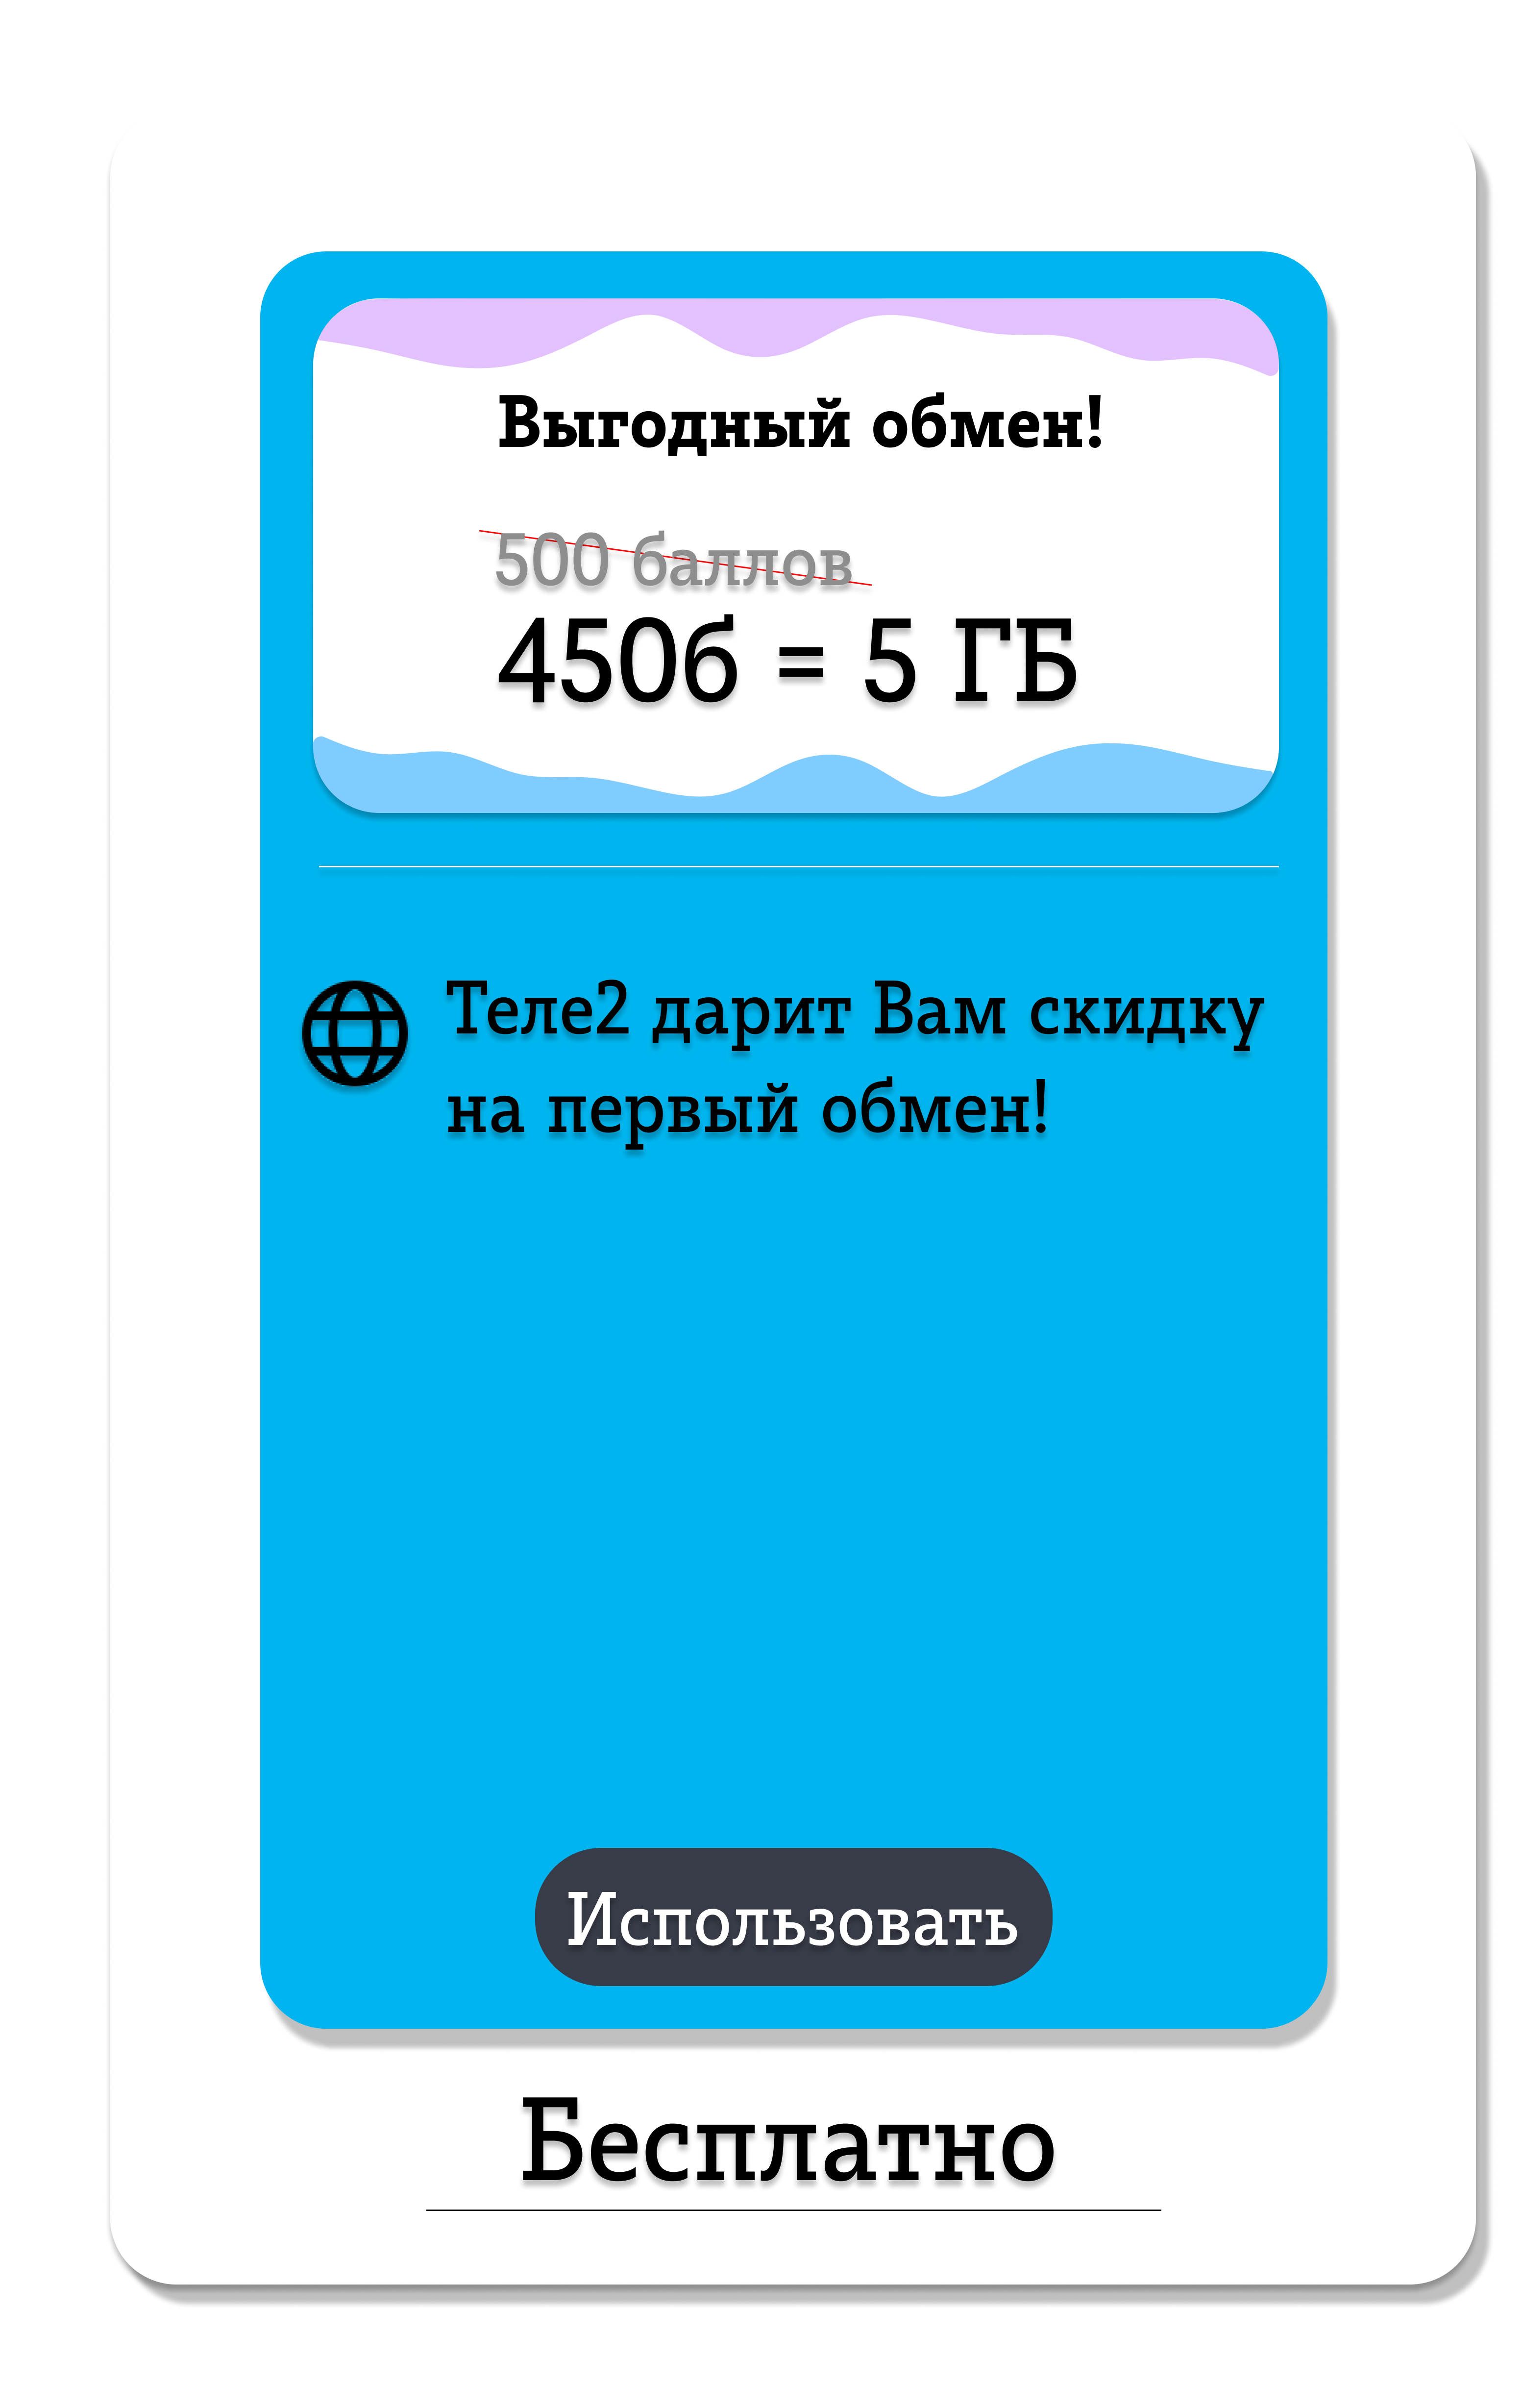 Выгодный обмен!
500 баллов
450б = 5 ГБ
Теле2 дарит Вам скидку
на первый обмен!
Использовать
Бесплатно